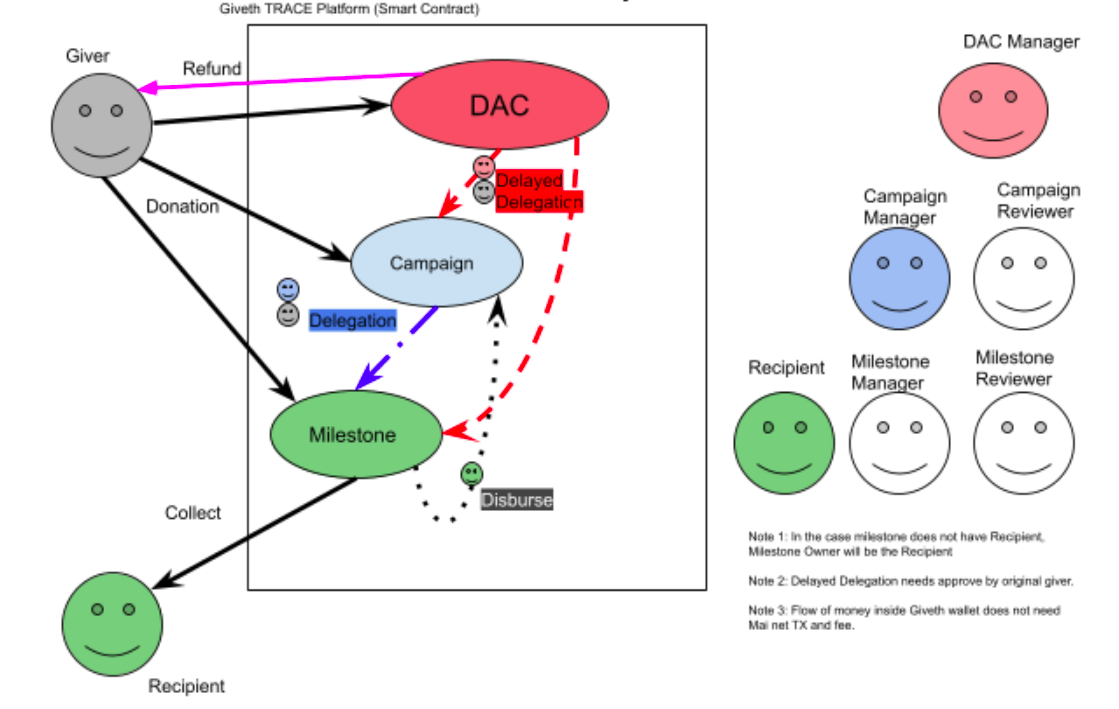 Giveth TRACE Platform (Smart Contract)
Giver
Refund
DAC
Delayed
Delegation
Donation
Campaign
Delegation
Milestone
Disburse
Collect
Recipient
DAC Manager
Campaign
Manager
Campaign
Reviewer
Recipient
Milestone
Manager
Milestone
Reviewer
Note 1: In the case milestone does not have Recipient,
Milestone Owner will be the Recipient
Note 2: Delayed Delegation needs approve by original giver.
Note 3: Flow of money inside Giveth wallet does not need
Mai net TX and fee.